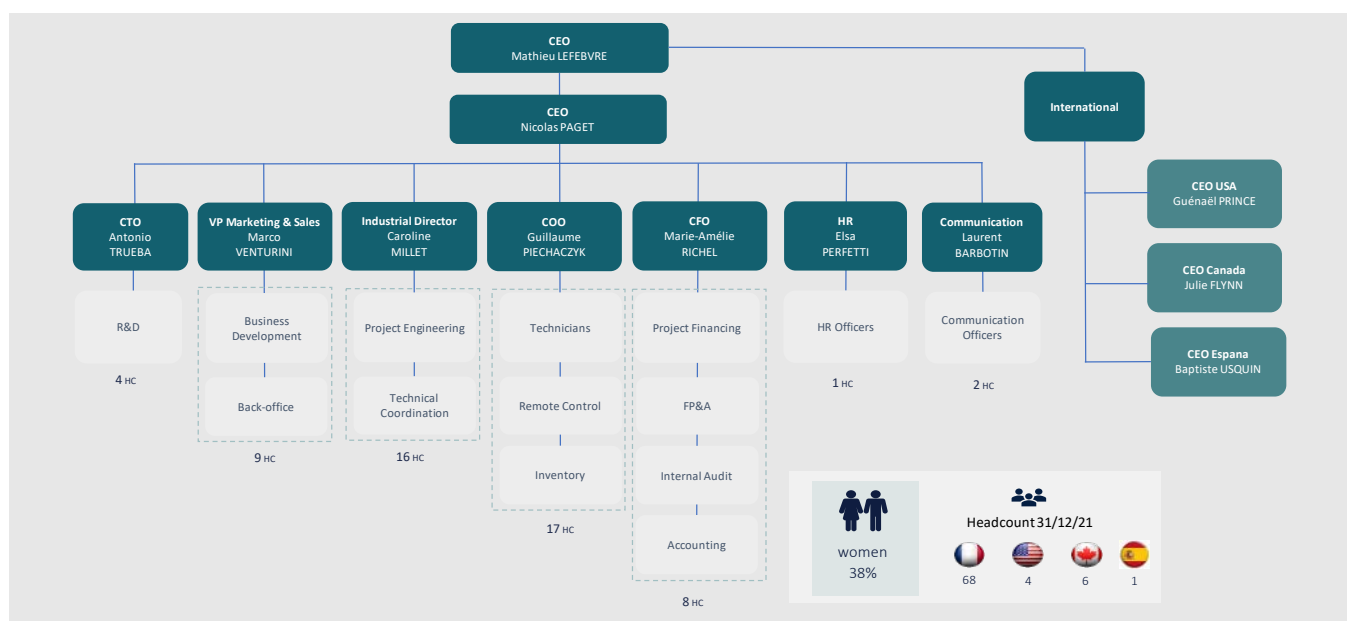 CEO
Mathieu LEFEBVRE
CEO
Nicolas PAGET
International
CEO USA
Guénaël PRINCE
CEO Canada
Julie FLYNN
CEO Espana
Baptiste USQUIN
CTO
Antonio
TRUEBA
VP Marketing & Sales
Marco
VENTURINI
Industrial Director
Caroline
MILLET
COO
Guillaume
PIECHACZYK
CFO
Marie-Amélie
RICHEL
HR
Elsa
PERFETTI
Communication
Laurent
BARBOTIN
R&D
4 HC
Business
Development
Back-office
9 HC
Project Engineering
Technical
Coordination
16 HC
Technicians
Remote Control
Inventory
17 HC
Project Financing
FP&A
Internal Audit
Accounting
8 HC
HR Officers
1 HC
Communication
Officers
2 HC
women
38%
Headcount 31/12/21
68 4 6 1